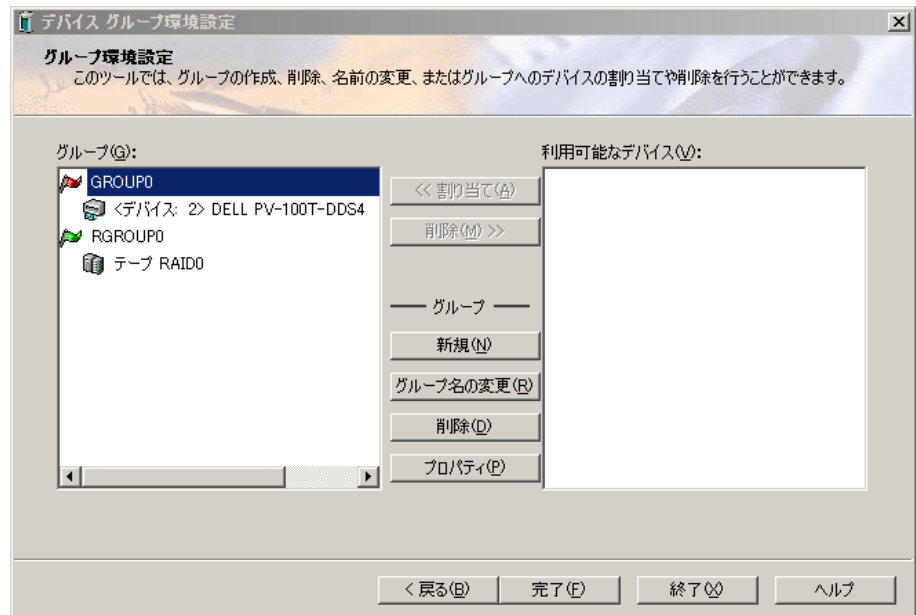 デバイス グループ環境設定
グループ環境設定
このツールでは、グループの作成、削除、名前の変更、またはグループへのデバイスの割り当てや削除を行うことができます。
グループ(G):
利用可能なデバイス(V):
GROUP0
<デバイス: 2> DELL PV-100T-DDS4
RGROUP0
テープ RAID0
<< 割り当て(A)
削除(M) >>
グループ
新規(N)
グループ名の変更(R)
削除(D)
プロパティ(P)
< 戻る(B)
完了(F)
終了(X)
ヘルプ